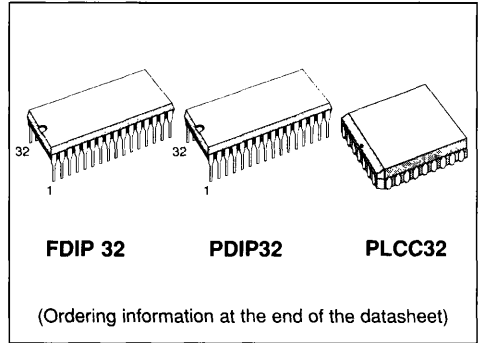 32
1
32
1
FDIP 32 PDIP32 PLCC32
(Ordering information at the end of the datasheet)